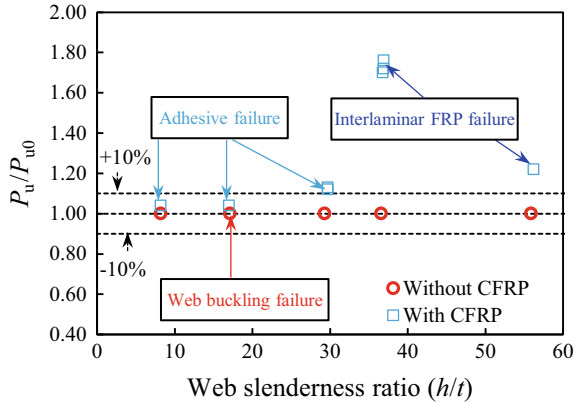 2.00
1.80
1.60
1.40
1.20
1.00
0.80
0.60
0.40
Pu/Pu0
Adhesive failure
Interlaminar FRP failure
+10%
-10%
Web buckling failure
Without CFRP
With CFRP
0 10 20 30 40 50 60
Web slenderness ratio (h/t)